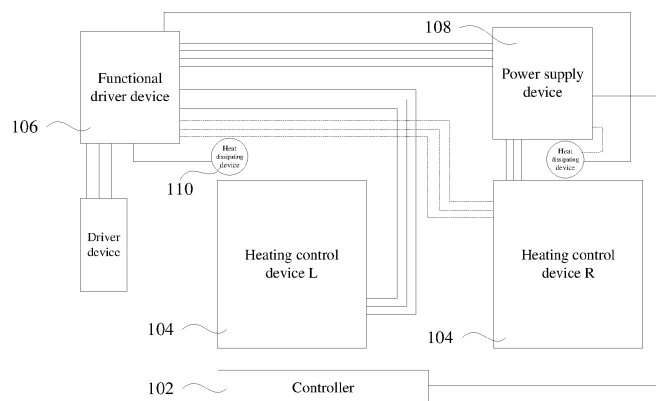 108
Functional
driver device
Power supply
device
106
Heat
dissipating
device
Heat
dissipating
device
110
Driver
device
Heating control
device L
Heating control
device R
104
104
102
Controller